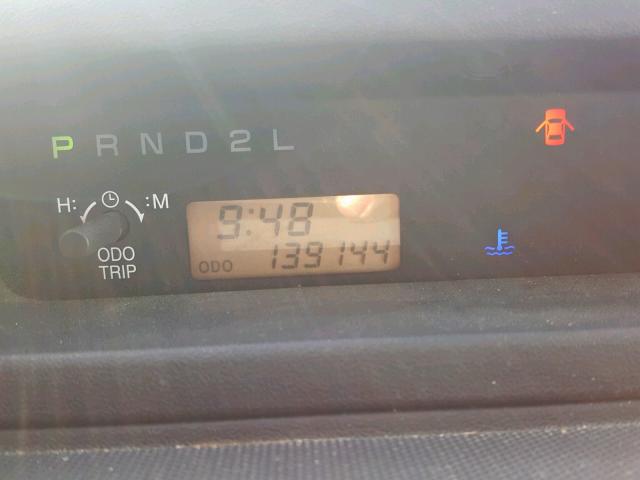 P R N D 2 L
H: :M
ODO
TRIP
9:48
ODO 139144